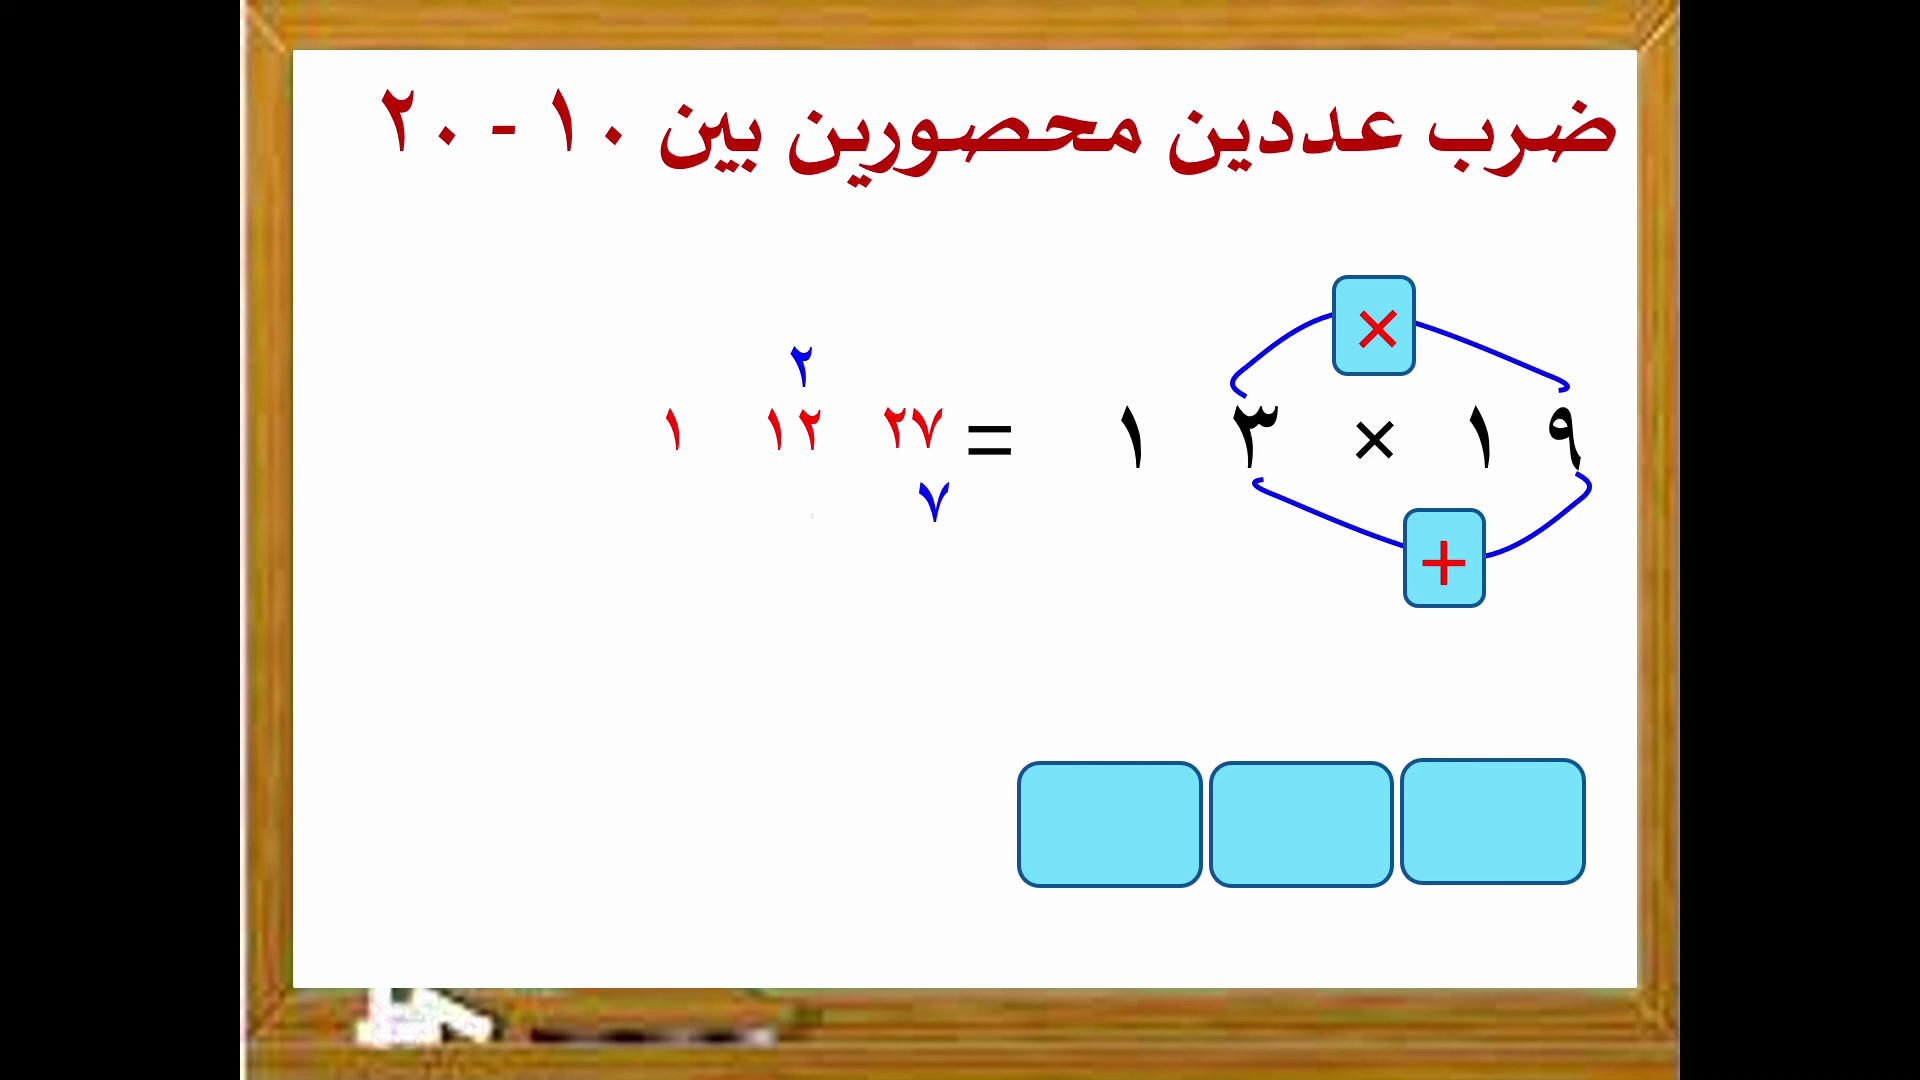 ضرب عددين محصورين بين ١٠ - ٢٠
×
٢
١٩ × ١٣ = ٢٧ ١٢ ١
٧
+